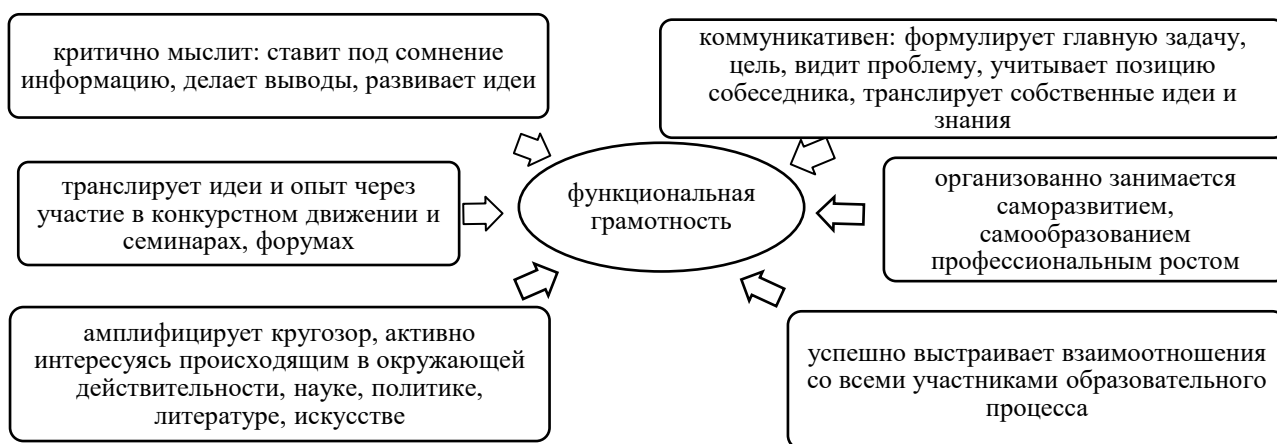 критично мыслит: ставит под сомнение
информацию, делает выводы, развивает идеи
коммуникативен: формулирует главную задачу,
цель, видит проблему, учитывает позицию
собеседника, транслирует собственные идеи и
знания
транслирует идеи и опыт через
участие в конкурстном движении и
семинарах, форумах
функциональная
грамотность
организованно занимается
саморазвитием,
самообразованием
профессиональным ростом
амплифицирует кругозор, активно
интересуясь происходящим в окружающей
действительности, науке, политике,
литературе, искусстве
успешно выстраивает взаимоотношения
со всеми участниками образовательного
процесса